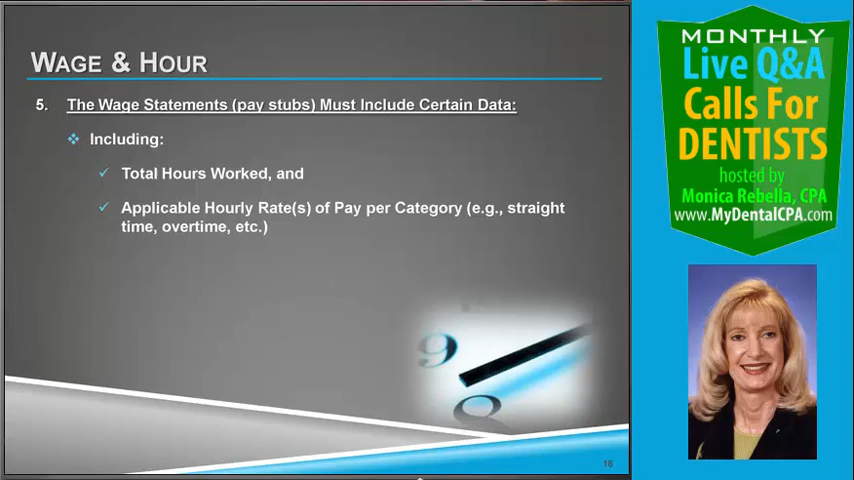 WAGE & HOUR
5. The Wage Statements (pay stubs) Must Include Certain Data:
❖ Including:
✓ Total Hours Worked, and
✓ Applicable Hourly Rate(s) of Pay per Category (e.g., straight
time, overtime, etc.)
9
8
18
MONTHLY
Live Q&A
Calls For
DENTISTS
hosted by
Monica Rebella, CPA
www.MyDentalCPA.com